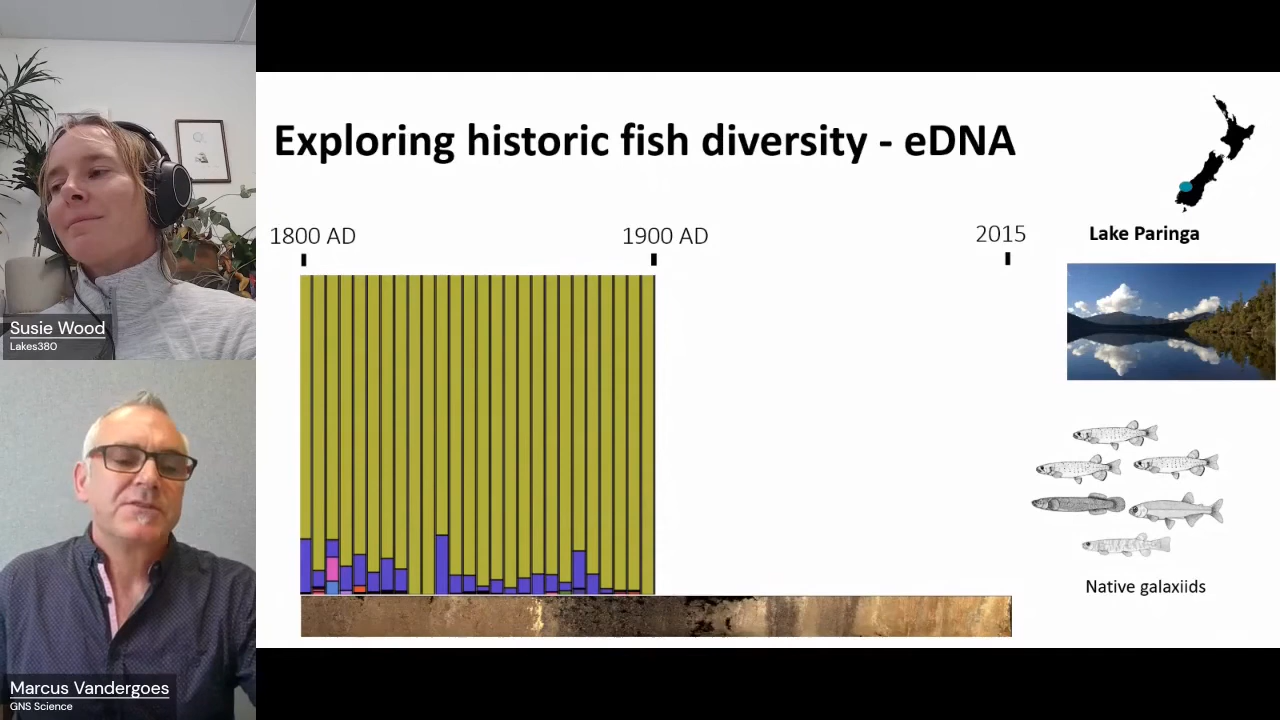 Exploring historic fish diversity - eDNA
1800 AD
1900 AD
2015
Lake Paringa
Native galaxiids
Susie Wood
Lakes380
Marcus Vandergoes
GNS Science